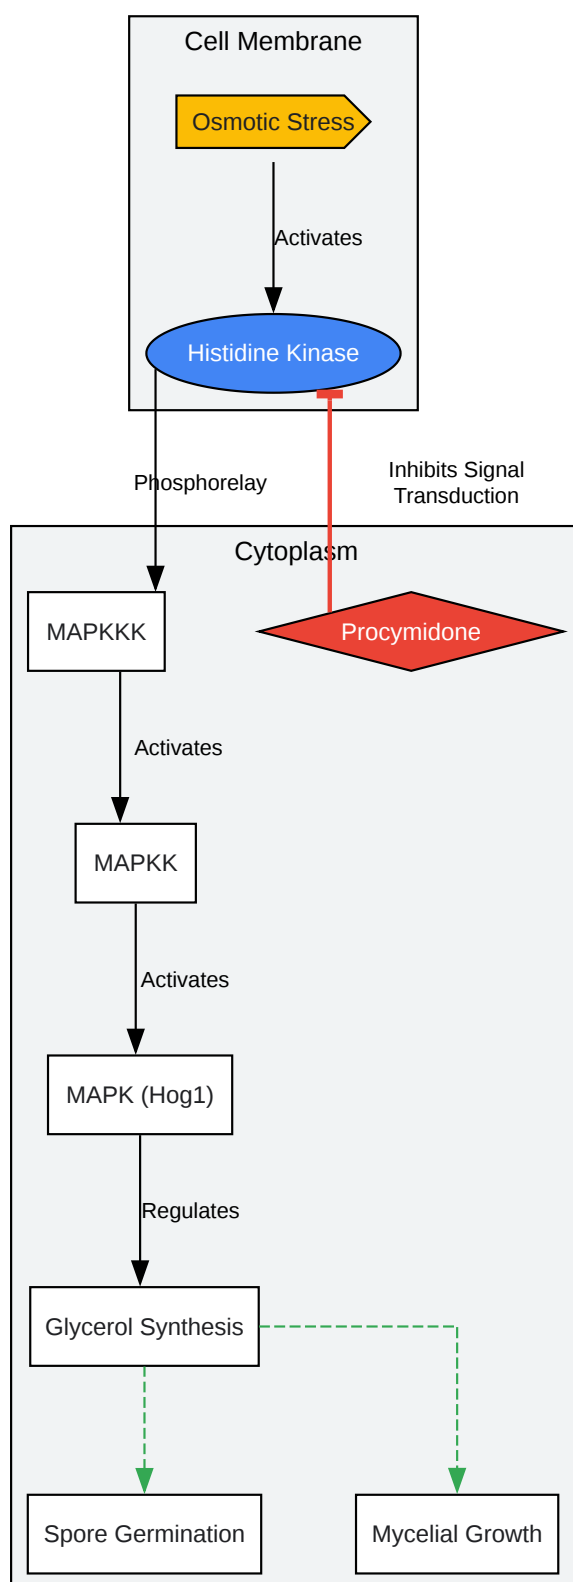 Cell Membrane
Osmotic Stress
Activates
Histidine Kinase
Phosphorelay
Inhibits Signal
Transduction
Cytoplasm
MAPKKK
Procymidone
Activates
MAPKK
Activates
MAPK (Hog1)
Regulates
Glycerol Synthesis
Spore Germination
Mycelial Growth